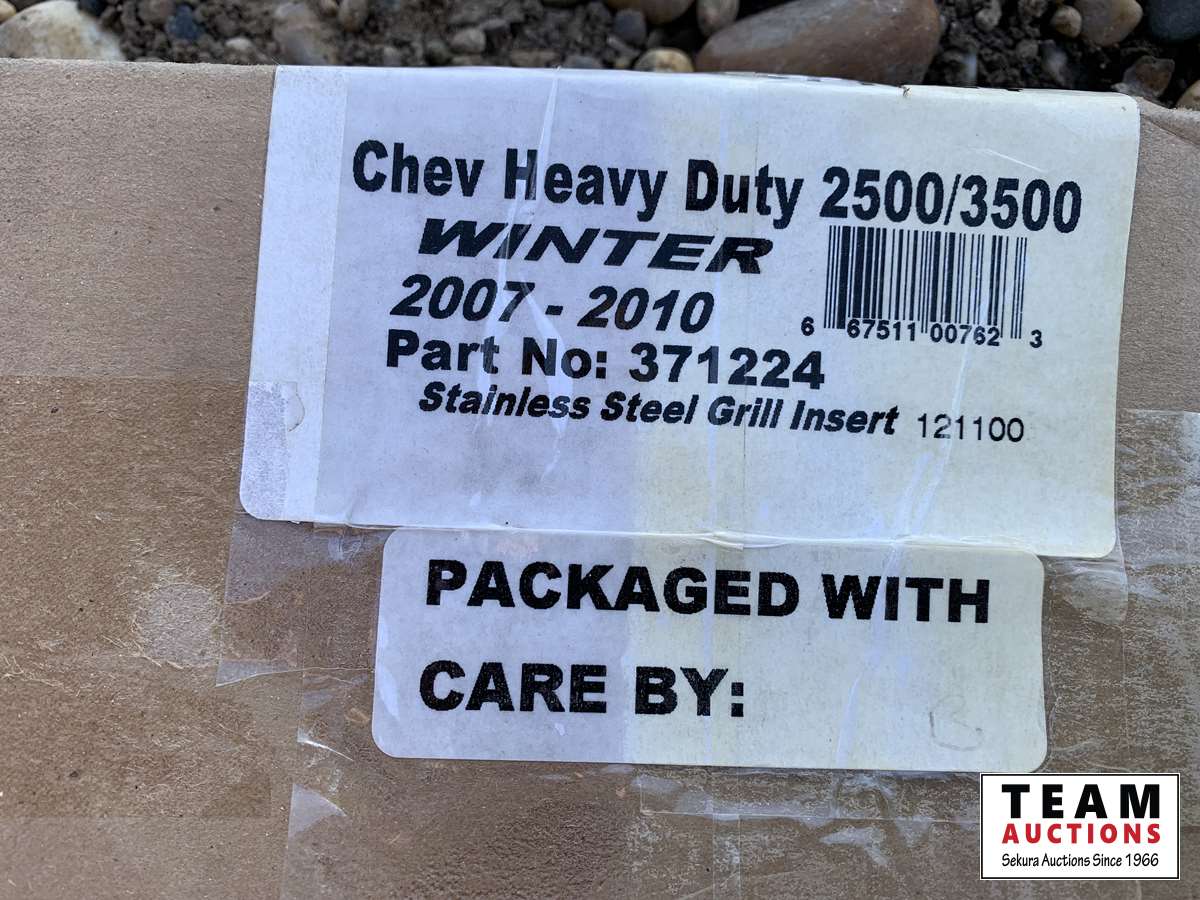 Chev Heavy Duty 2500/3500
WINTER
2007 - 2010
6 67511 00762 3
Part No: 371224
Stainless Steel Grill Insert 121100
PACKAGED WITH
CARE BY:
TEAM
AUCTIONS
Sekura Auctions Since 1966